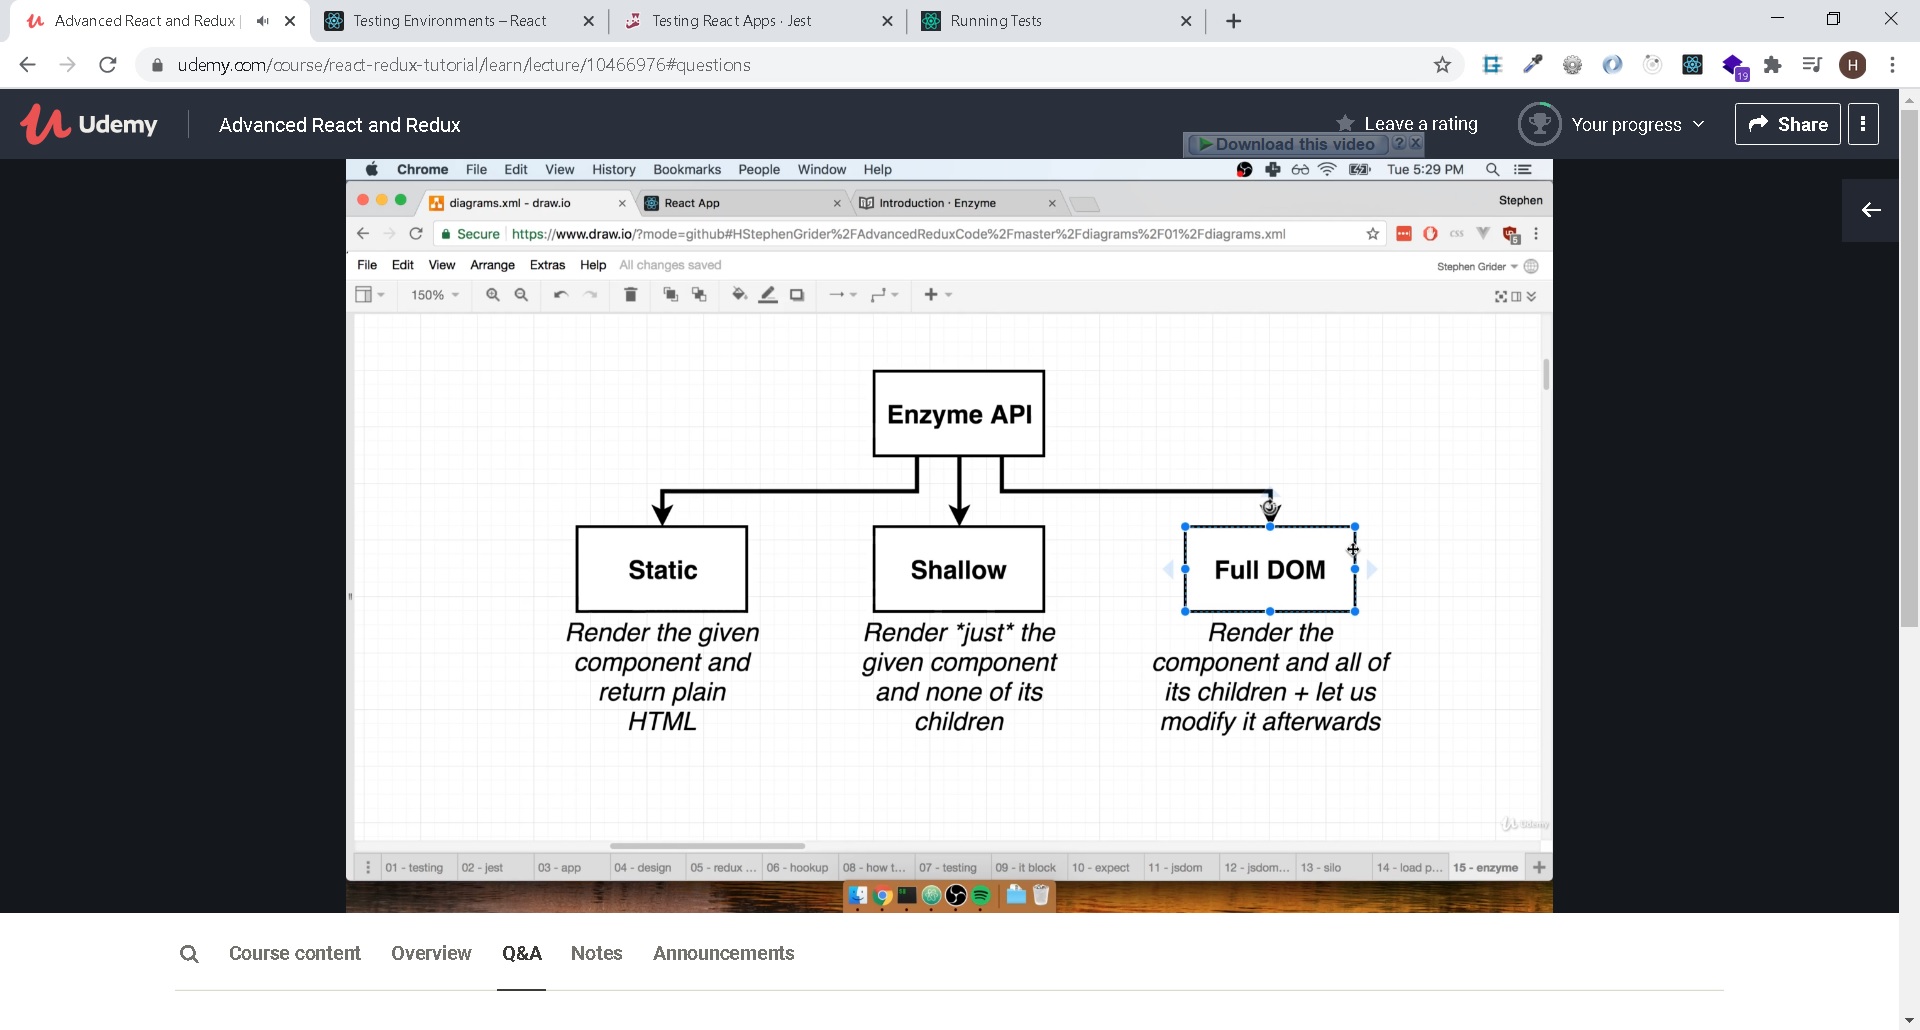 Advanced React and Redux
Testing Environments – React
Testing React Apps · Jest
Running Tests
udemy.com/course/react-redux-tutorial/learn/lecture/10466976#questions
19
H
Udemy
Advanced React and Redux
Leave a rating
Your progress
Share
Download this video
Chrome File Edit View History Bookmarks People Window Help
Tue 5:29 PM
diagrams.xml - draw.io
React App
Introduction · Enzyme
Stephen
Secure
https://www.draw.io/?mode=github#HStephenGrider%2FAdvancedReduxCode%2Fmaster%2Fdiagrams%2F01%2Fdiagrams.xml
CSS
5
File Edit View Arrange Extras Help All changes saved
Stephen Grider
150%
Enzyme API
Static
Shallow
Full DOM
Render the given
component and
return plain
HTML
Render *just* the
given component
and none of its
children
Render the
component and all of
its children + let us
modify it afterwards
Udemy
01 - testing
02 - jest
03 - app
04 - design
05 - redux ...
06 - hookup
08 - how t...
07 - testing
09 - it block
10 - expect
11 - jsdom
12 - jsdom...
13 - silo
14 - load p...
15 - enzyme
Course content
Overview
Q&A
Notes
Announcements